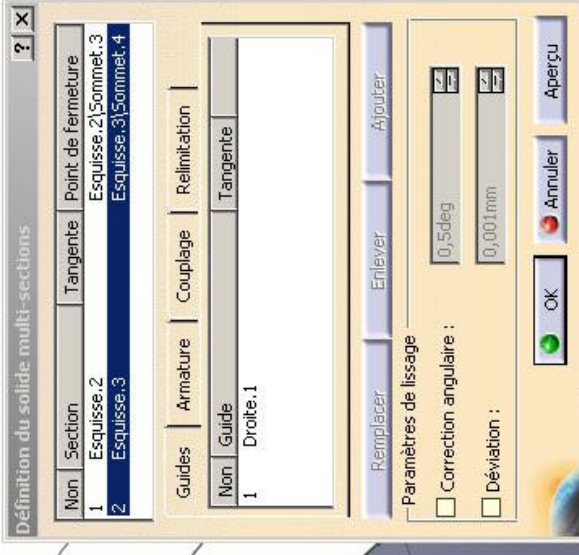 Définition du solide multi-sections
? X
Non Section Tangente Point de fermeture
1 Esquisse.2 Esquisse.2\Sommet.3
2 Esquisse.3 Esquisse.3\Sommet.4
Guides Armature Couplage Relimitation
Non Guide Tangente
1 Droite.1
Remplacer Enlever Ajouter
Paramètres de lissage
Correction angulaire : 0,5deg
Déviation : 0,001mm
OK Annuler Aperçu